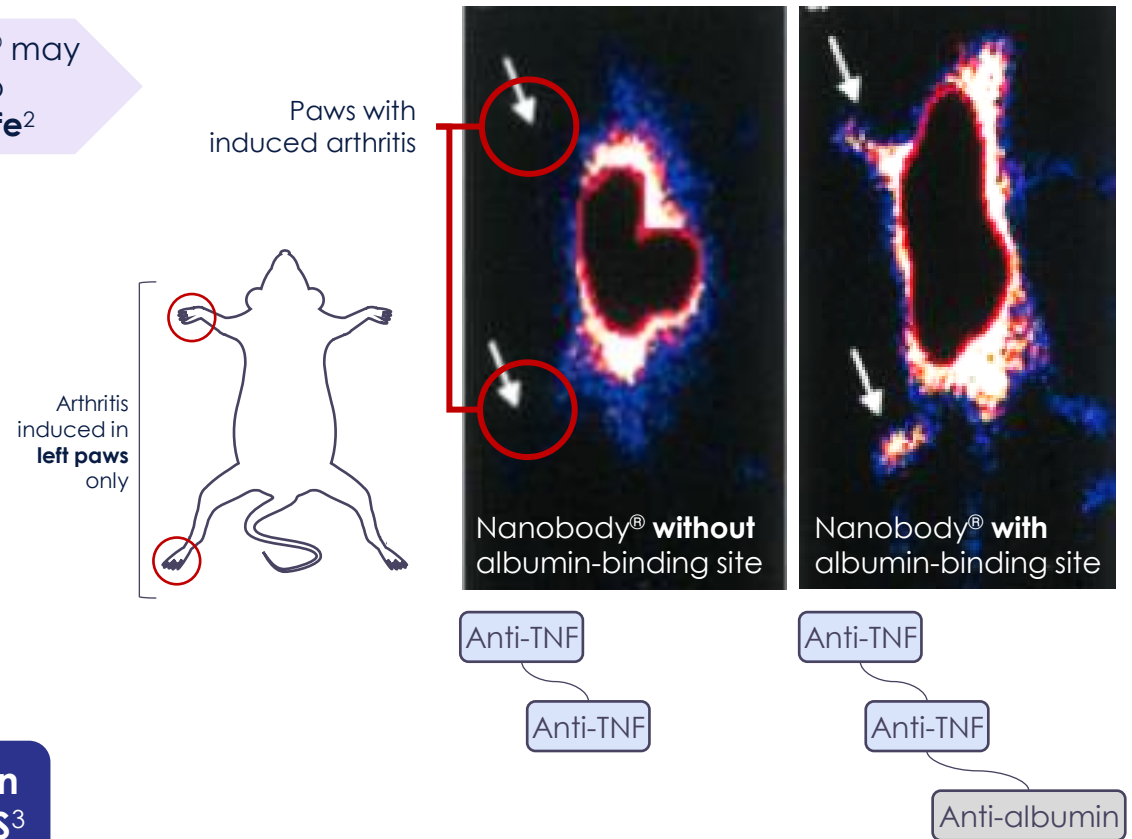 ® may
fe²
Paws with
induced arthritis
Arthritis
induced in
left paws
only
Nanobody® without
albumin-binding site
Nanobody® with
albumin-binding site
Anti-TNF
Anti-TNF
Anti-TNF
Anti-TNF
Anti-albumin
n
S³